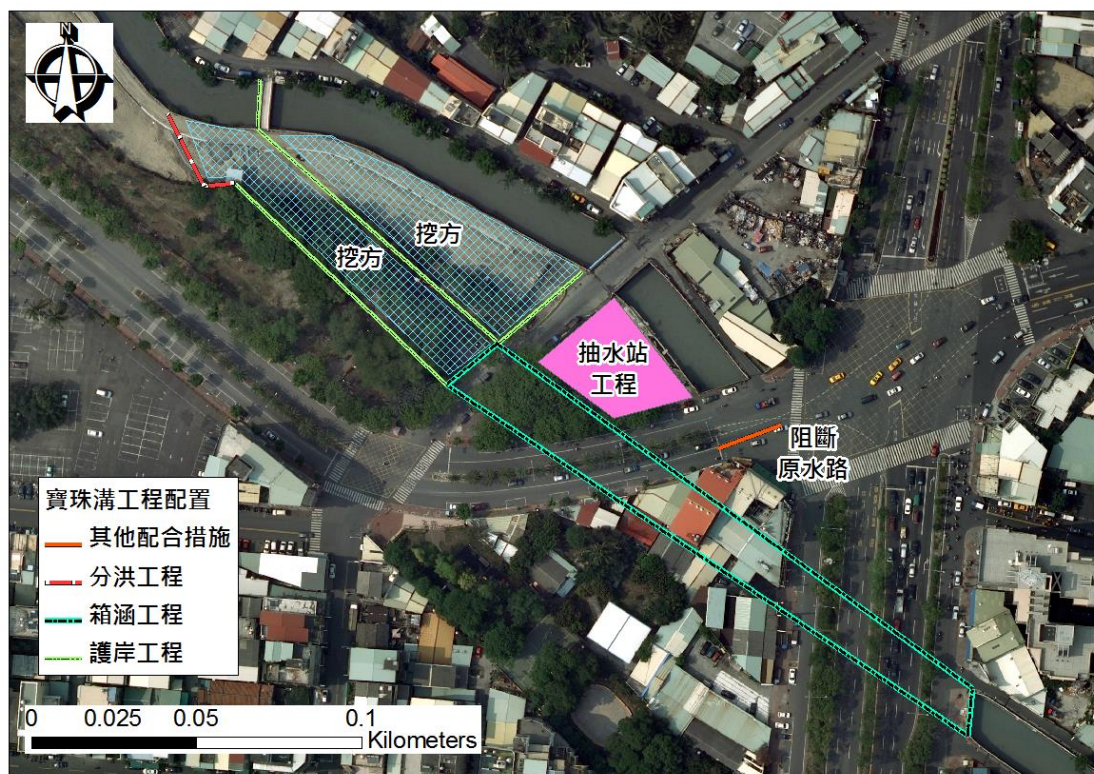 N
挖方
挖方
抽水站
工程
阻斷
原水路
寶珠溝工程配置
其他配合措施
分洪工程
箱涵工程
護岸工程
0 0.025 0.05 0.1
Kilometers